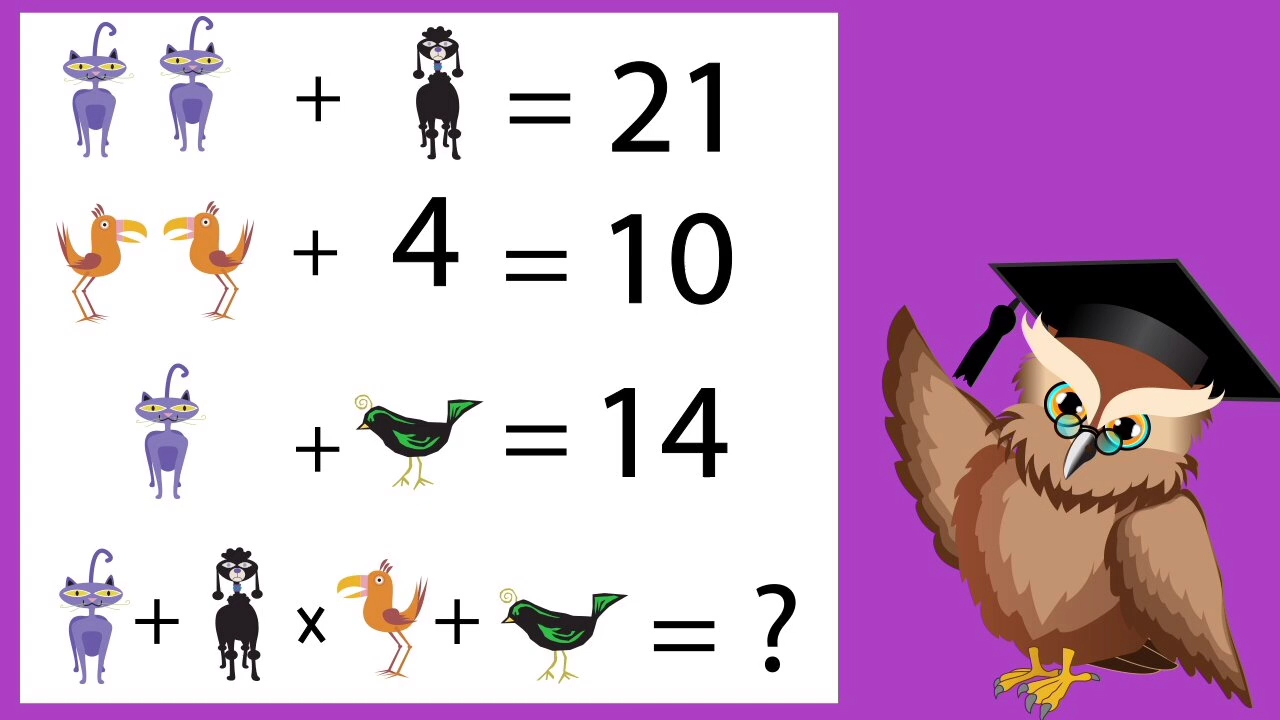 + = 21
+ 4 = 10
+ = 14
+ x + = ?